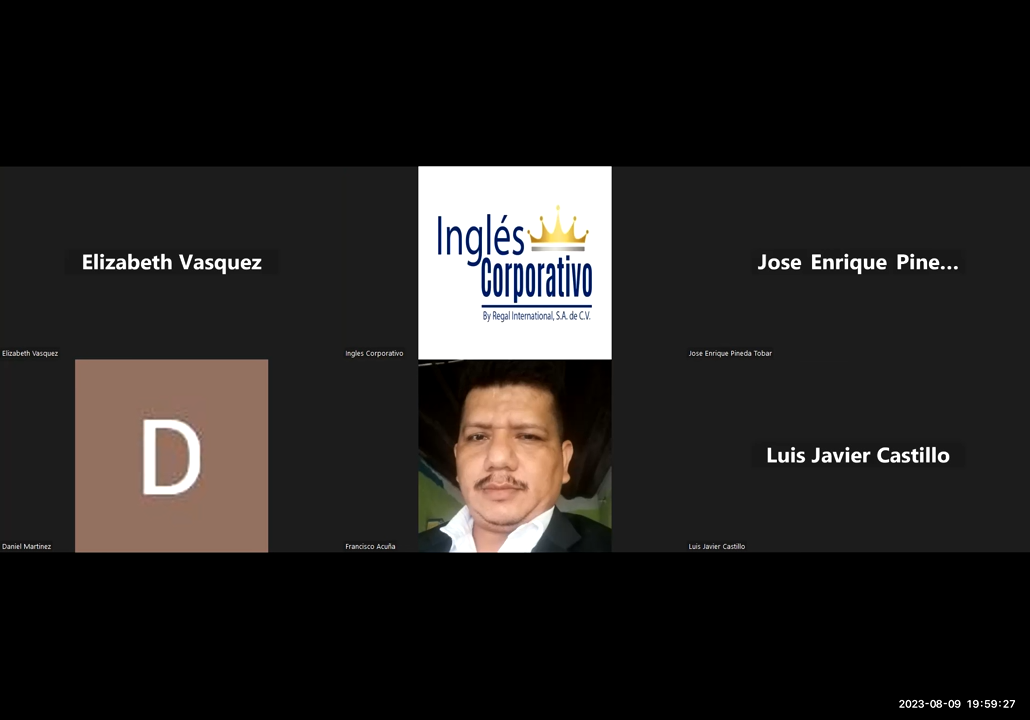 Elizabeth Vasquez
Inglés
Corporativo
By Regal International, S.A. de C.V.
Jose Enrique Pine...
Elizabeth Vasquez
Ingles Corporativo
Jose Enrique Pineda Tobar
D
Luis Javier Castillo
Daniel Martinez
Francisco Acuña
Luis Javier Castillo
2023-08-09 19:59:27